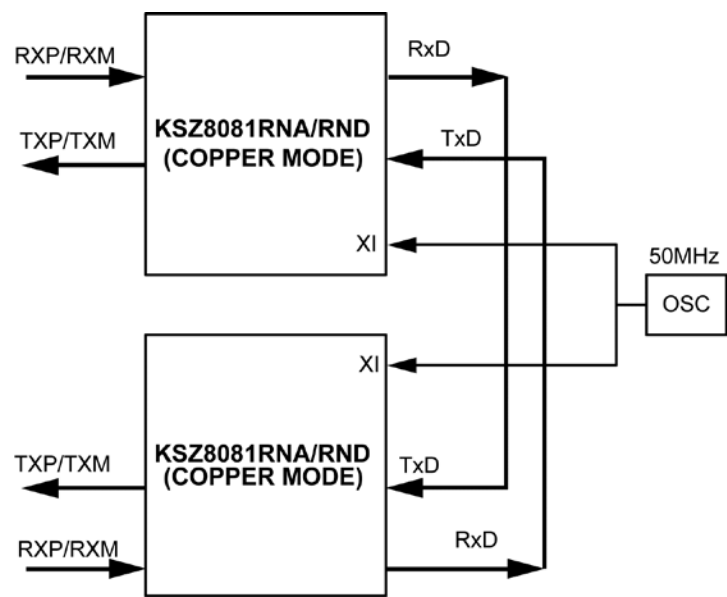 RXP/RXM
RxD
KSZ8081RNA/RND
(COPPER MODE)
TXP/TXM
TxD
XI
50MHz
OSC
XI
KSZ8081RNA/RND
(COPPER MODE)
TXP/TXM
TxD
RXP/RXM
RxD